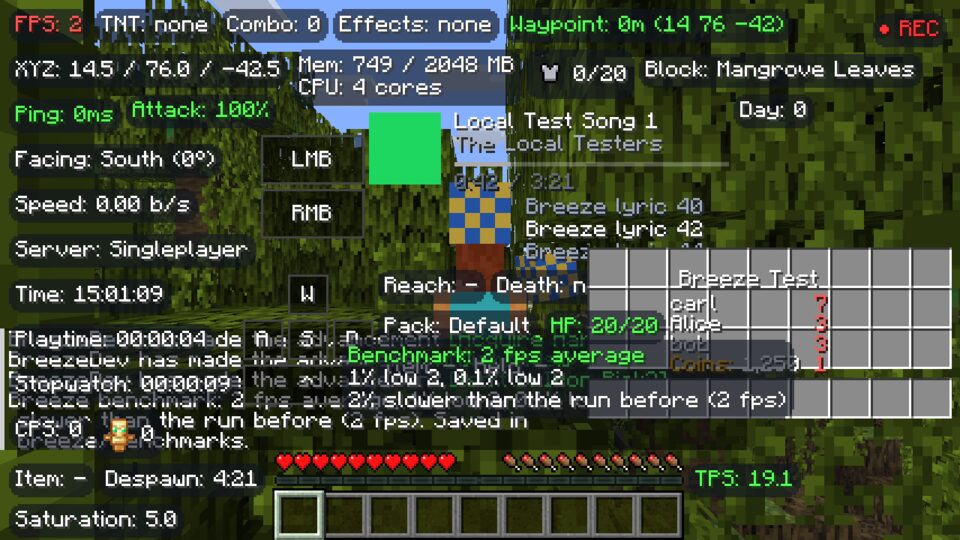 FPS: 2
TNT: none
Combo: 0
Effects: none
Waypoint: 0m (14 76 -42)
REC
XYZ: 14.5 / 76.0 / -42.5
Mem: 749 / 2048 MB
CPU: 4 cores
0/20
Block: Mangrove Leaves
Ping: 0ms
Attack: 100%
Day: 0
Local Test Song 1
The Local Testers
0:42 / 3:21
Facing: South (0°)
LMB
Speed: 0.00 b/s
RMB
Breeze lyric 40
Breeze lyric 42
Breeze
Server: Singleplayer
Time: 15:01:09
W
Reach: -
Death: n
Breeze Test
carl 7
Alice 3
bob 3
Coins: 1,250 1
Pack: Default
HP: 20/20
Playtime: 00:00:04
A
S
D
BreezeDev has made the
Benchmark: 2 fps average
1% low 2, 0.1% low 2
2% slower than the run before (2 fps)
Stopwatch: 00:00:09
the
Breeze benchmark: 2 fps
slower than the run before (2 fps). Saved in
breeze/benchmarks.
CPS: 0
0
Item: -
Despawn: 4:21
TPS: 19.1
Saturation: 5.0